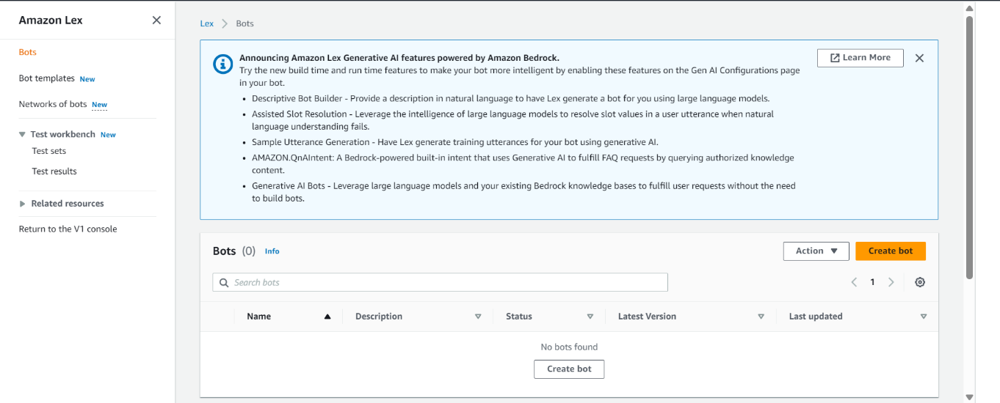 Amazon Lex
Bots
Bot templates New
Networks of bots New
Test workbench New
Test sets
Test results
Related resources
Return to the V1 console
Lex > Bots
Announcing Amazon Lex Generative AI features powered by Amazon Bedrock.
Try the new build time and run time features to make your bot more intelligent by enabling these features on the Gen AI Configurations page
in your bot.
• Descriptive Bot Builder - Provide a description in natural language to have Lex generate a bot for you using large language models.
• Assisted Slot Resolution - Leverage the intelligence of large language models to resolve slot values in a user utterance when natural
language understanding fails.
• Sample Utterance Generation - Have Lex generate training utterances for your bot using generative AI.
• AMAZON.QnAIntent: A Bedrock-powered built-in intent that uses Generative AI to fulfill FAQ requests by querying authorized knowledge
content.
• Generative AI Bots - Leverage large language models and your existing Bedrock knowledge bases to fulfill user requests without the need
to build bots.
Learn More
Bots (0) Info
Action
Create bot
Search bots
1
Name Description Status Latest Version Last updated
No bots found
Create bot